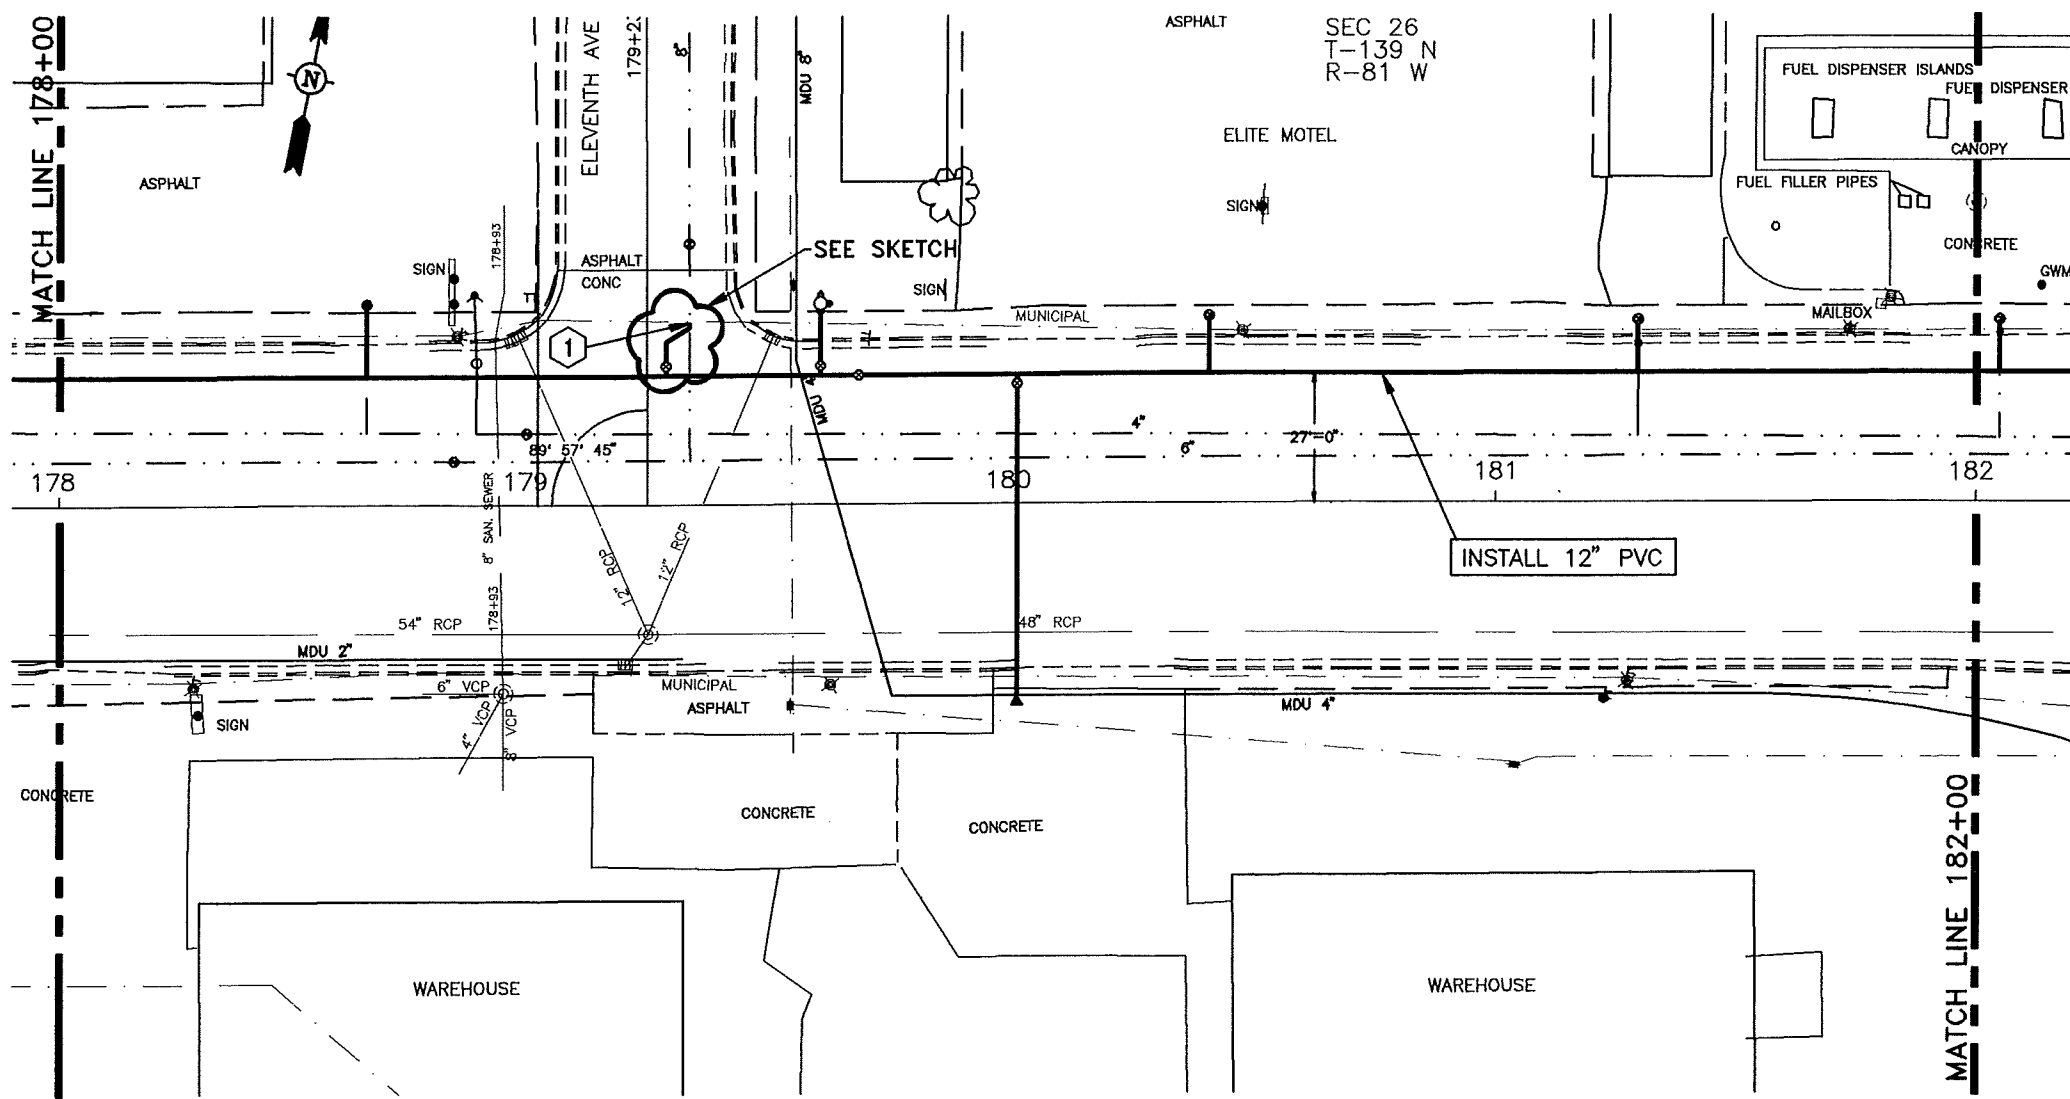 MATCH LINE 178+00
N
ASPHALT
ELEVENTH AVE
8"
MDU 8"
ASPHALT
SEC 26
T-139 N
R-81 W
ELITE MOTEL
SIGN
FUEL DISPENSER ISLANDS
FUEL DISPENSER
CANOPY
FUEL FILLER PIPES
CONCRETE
GWM
SIGN
178+93
ASPHALT
CONC
SEE SKETCH
SIGN
MUNICIPAL
MAILBOX
1
MDU 4"
4"
6"
27'-0"
89' 57' 45"
178
179
180
181
182
8" SAN. SEWER
178+93
12" RCP
12" RCP
INSTALL 12" PVC
54" RCP
48" RCP
MDU 2"
6" VCP
4" VCP
8" VCP
SIGN
MUNICIPAL
ASPHALT
MDU 4"
CONCRETE
CONCRETE
CONCRETE
WAREHOUSE
WAREHOUSE
MATCH LINE 182+00